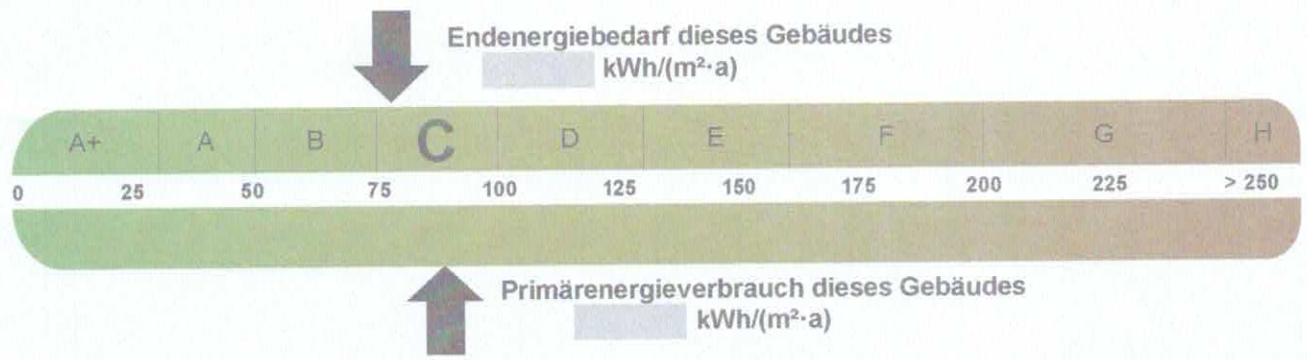 Endenergiebedarf dieses Gebäudes
kWh/(m²·a)
A+ A B C D E F G H
0 25 50 75 100 125 150 175 200 225 > 250
Primärenergieverbrauch dieses Gebäudes
kWh/(m²·a)